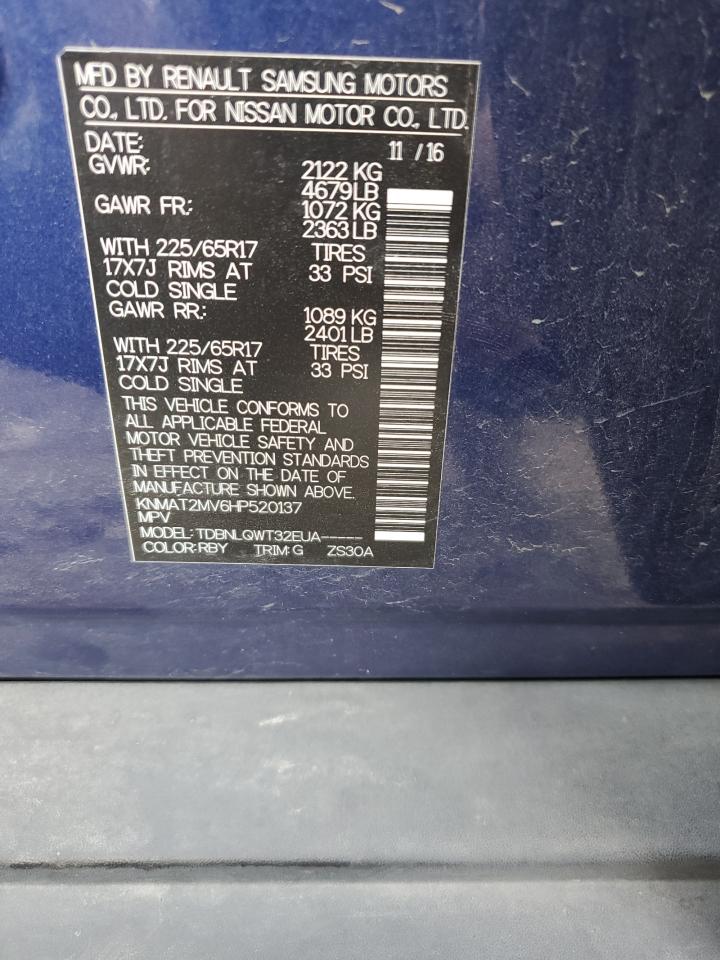 MFD BY RENAULT SAMSUNG MOTORS
CO., LTD. FOR NISSAN MOTOR CO., LTD.
DATE: 11 /16
GVWR: 2122 KG
4679LB
GAWR FR.: 1072 KG
2363LB
WITH 225/65R17 TIRES
17X7J RIMS AT 33 PSI
COLD SINGLE
GAWR RR.: 1089 KG
2401LB
WITH 225/65R17 TIRES
17X7J RIMS AT 33 PSI
COLD SINGLE
THIS VEHICLE CONFORMS TO
ALL APPLICABLE FEDERAL
MOTOR VEHICLE SAFETY AND
THEFT PREVENTION STANDARDS
IN EFFECT ON THE DATE OF
MANUFACTURE SHOWN ABOVE.
KNMAT2MV6HP520137
MPV
MODEL: TDBNLQWT32EUA-----
COLOR:RBY TRIM:G ZS30A